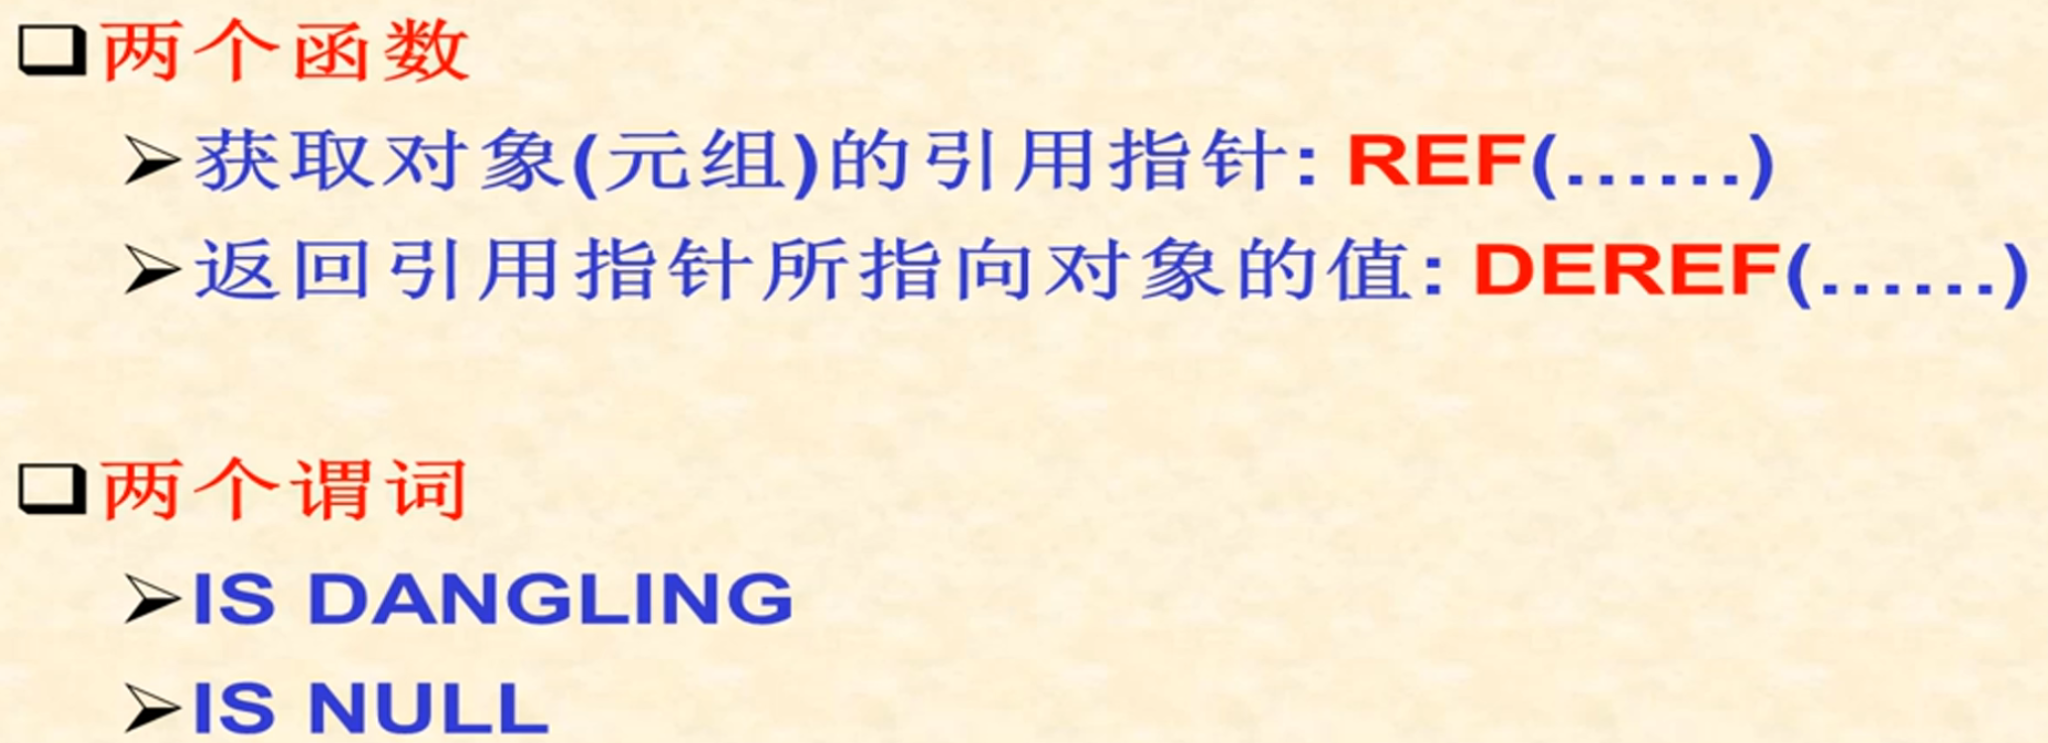 两个函数
获取对象(元组)的引用指针: REF(......)
返回引用指针所指向对象的值: DEREF(......)
两个谓词
IS DANGLING
IS NULL